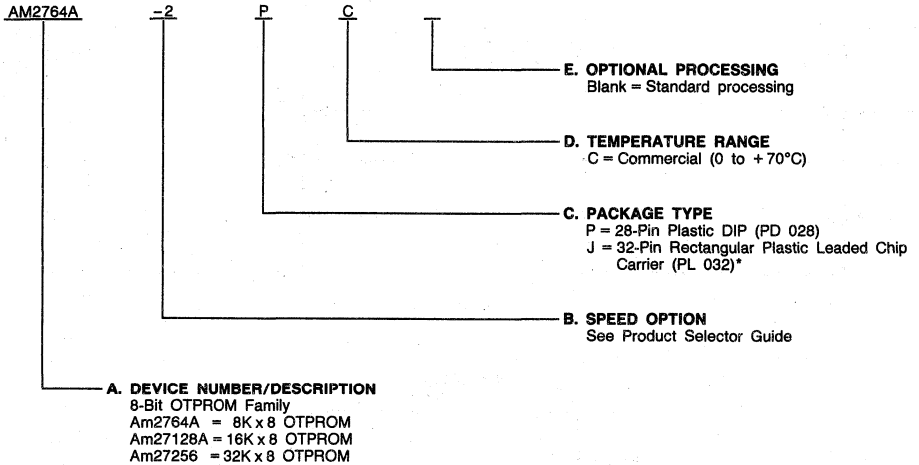 AM2764A -2 P C
E. OPTIONAL PROCESSING
Blank = Standard processing
D. TEMPERATURE RANGE
C = Commercial (0 to +70°C)
C. PACKAGE TYPE
P = 28-Pin Plastic DIP (PD 028)
J = 32-Pin Rectangular Plastic Leaded Chip
Carrier (PL 032)*
B. SPEED OPTION
See Product Selector Guide
A. DEVICE NUMBER/DESCRIPTION
8-Bit OTPROM Family
Am2764A = 8K x 8 OTPROM
Am27128A = 16K x 8 OTPROM
Am27256 = 32K x 8 OTPROM